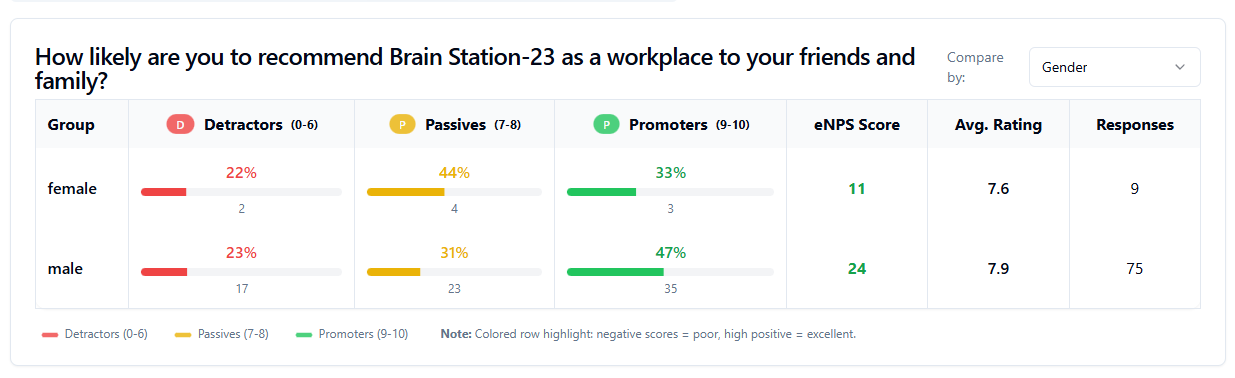 How likely are you to recommend Brain Station-23 as a workplace to your friends and
family?
Compare
by:
Gender
Group
D Detractors (0-6)
P Passives (7-8)
P Promoters (9-10)
eNPS Score
Avg. Rating
Responses
female
22%
2
44%
4
33%
3
11
7.6
9
male
23%
17
31%
23
47%
35
24
7.9
75
Detractors (0-6)
Passives (7-8)
Promoters (9-10)
Note: Colored row highlight: negative scores = poor, high positive = excellent.